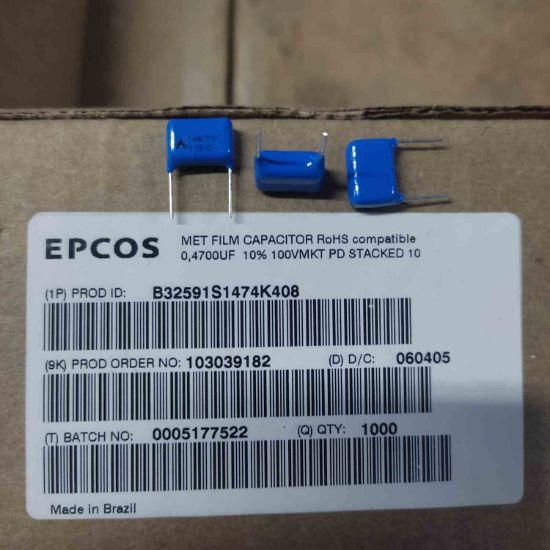 100
EPCOS
MET FILM CAPACITOR RoHS compatible
0,4700UF 10% 100VMKT PD STACKED 10
(1P) PROD ID: B32591S1474K408
(9K) PROD ORDER NO: 103039182 (D) D/C: 060405
(T) BATCH NO: 0005177522 (Q) QTY: 1000
Made in Brazil